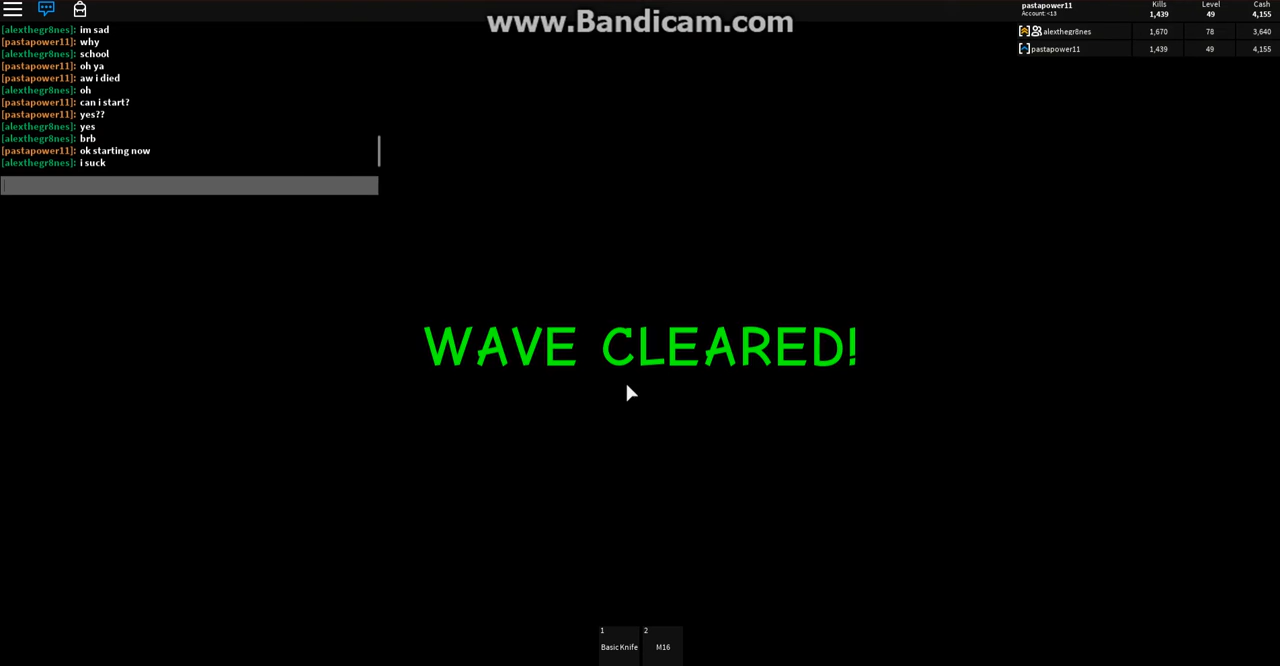 www.Bandicam.com
[alexthegr8nes]: im sad
[pastapower11]: why
[alexthegr8nes]: school
[pastapower11]: oh ya
[pastapower11]: aw i died
[alexthegr8nes]: oh
[pastapower11]: can i start?
[pastapower11]: yes??
[alexthegr8nes]: yes
[alexthegr8nes]: brb
[pastapower11]: ok starting now
[alexthegr8nes]: i suck
pastapower11 Kills Level Cash
Account: <13 1,439 49 4,155
alexthegr8nes 1,670 78 3,640
pastapower11 1,439 49 4,155
WAVE CLEARED!
1 2
Basic Knife M16